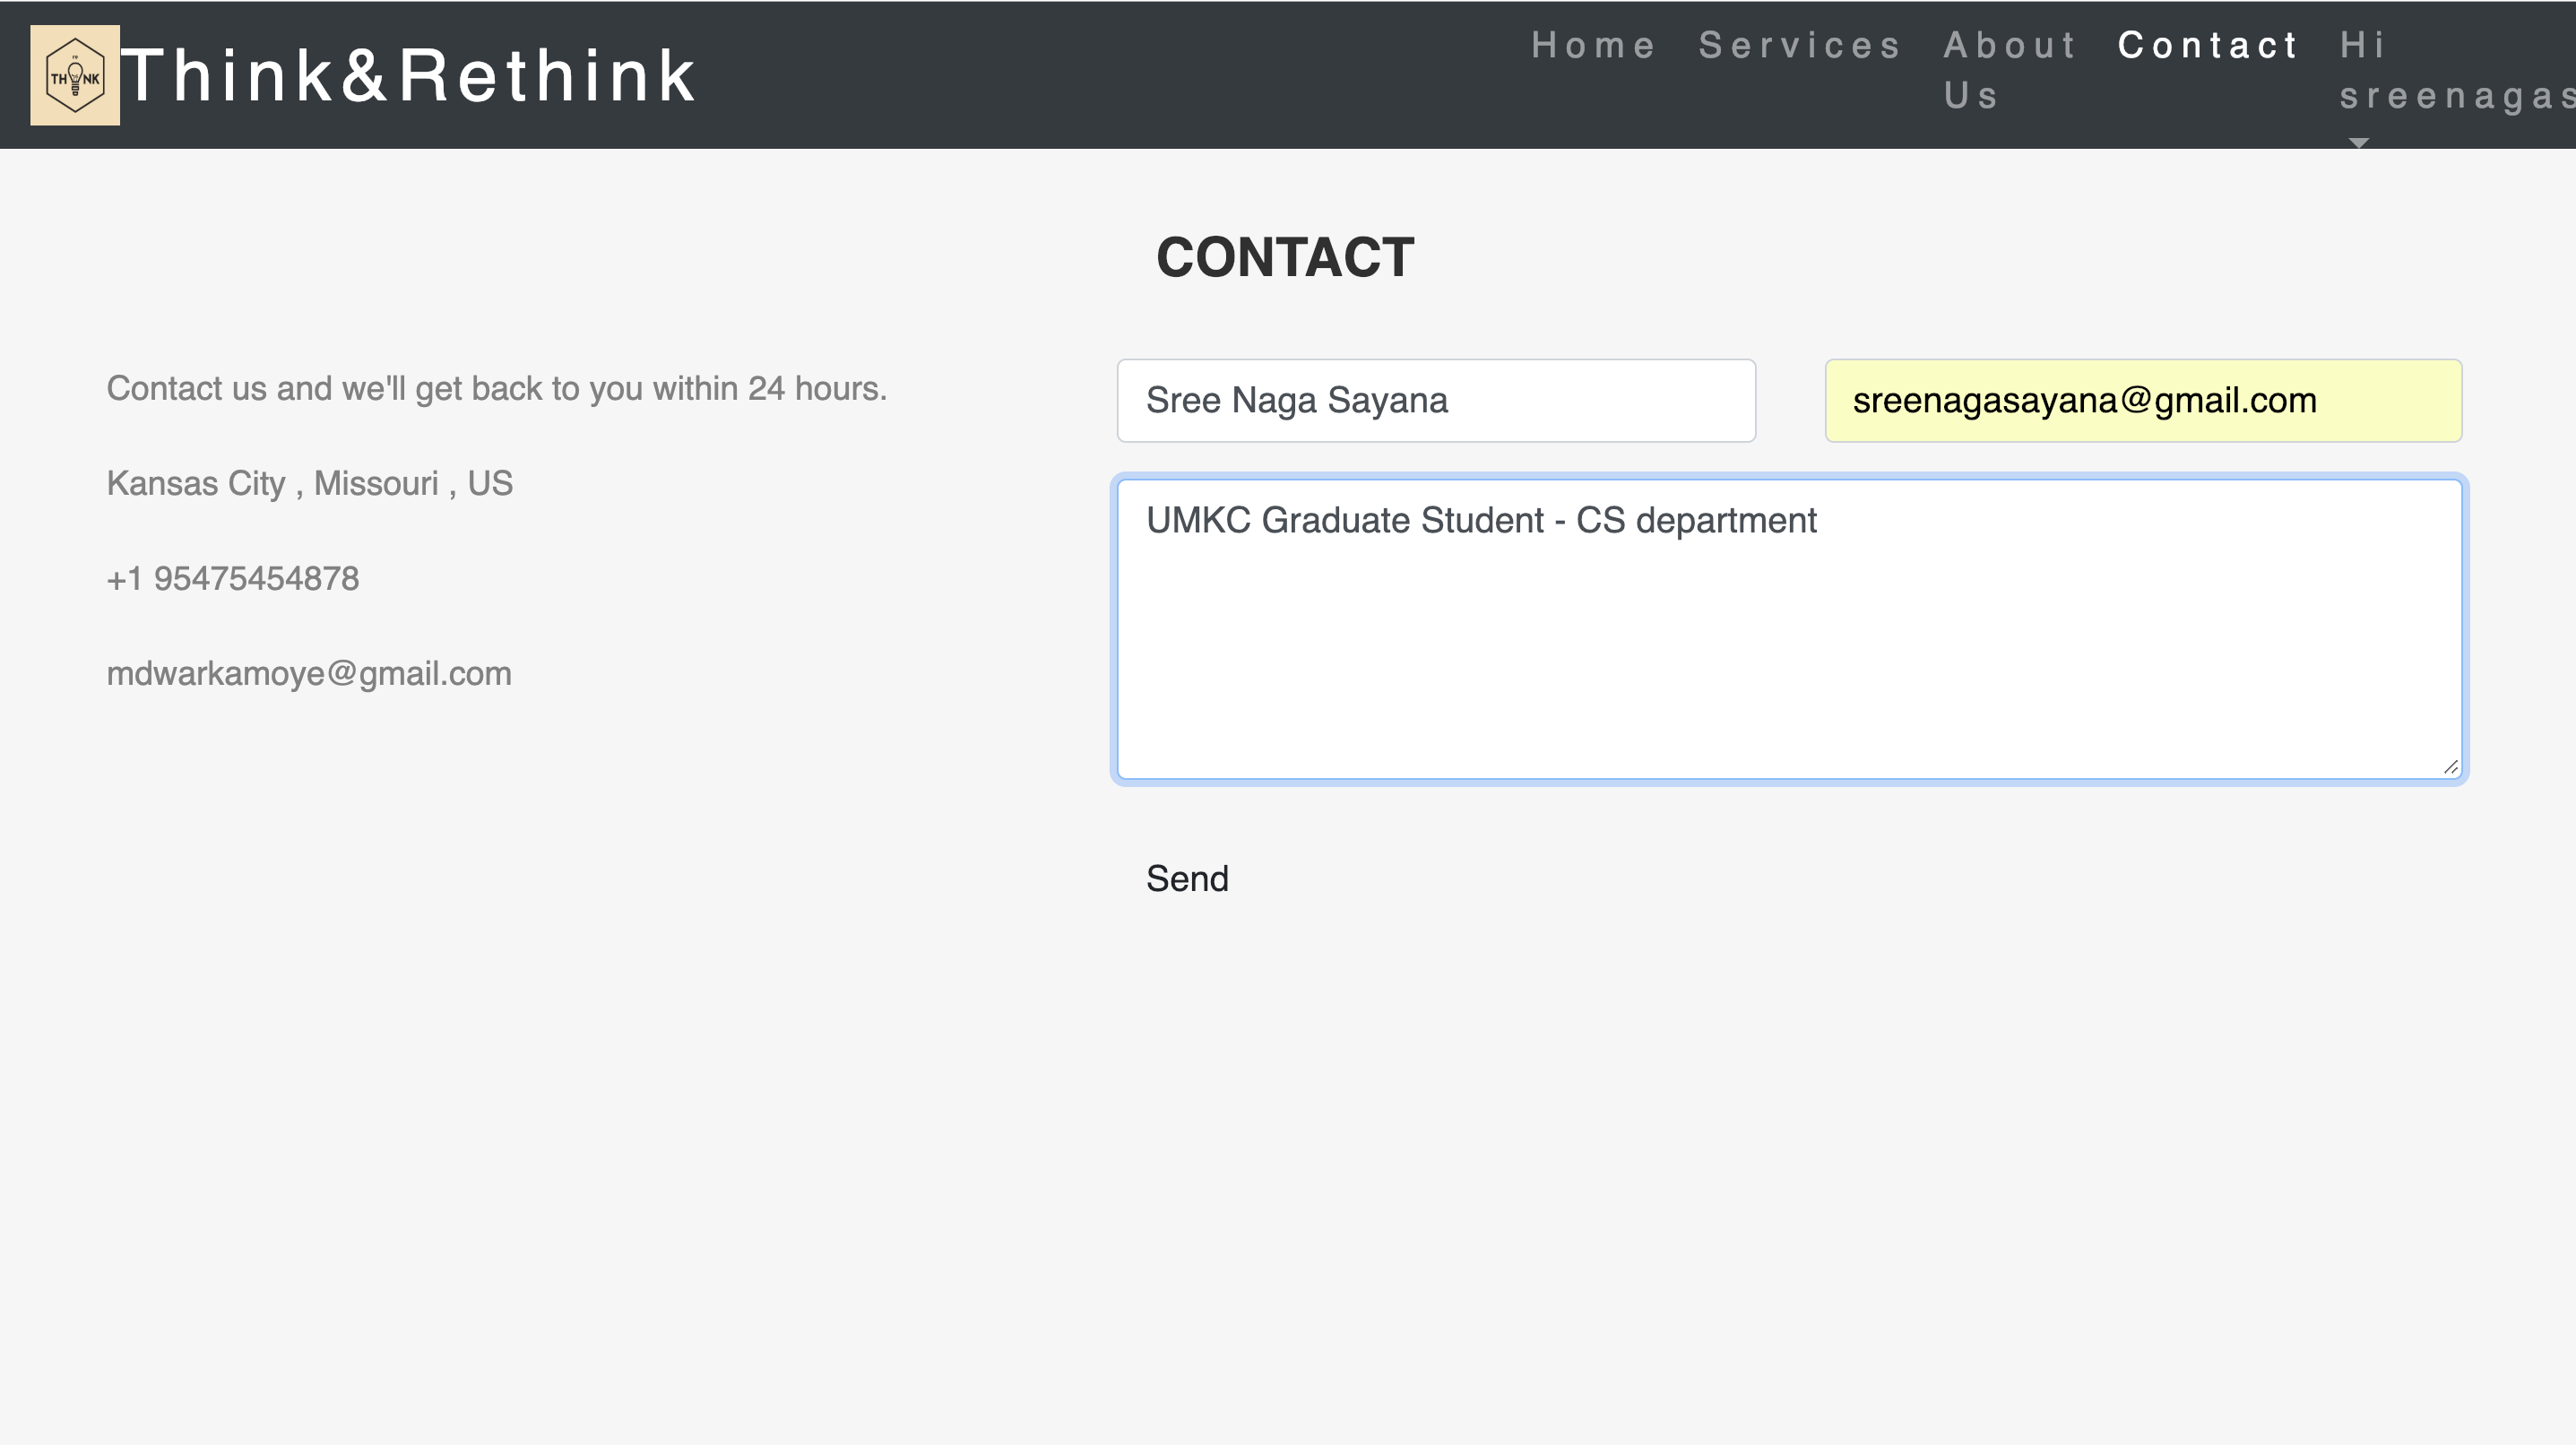 TH NK
Think&Rethink
Home Services About Us Contact Hi sreenagas
CONTACT
Contact us and we'll get back to you within 24 hours.
Kansas City , Missouri , US
+1 95475454878
mdwarkamoye@gmail.com
Sree Naga Sayana
sreenagasayana@gmail.com
UMKC Graduate Student - CS department
Send